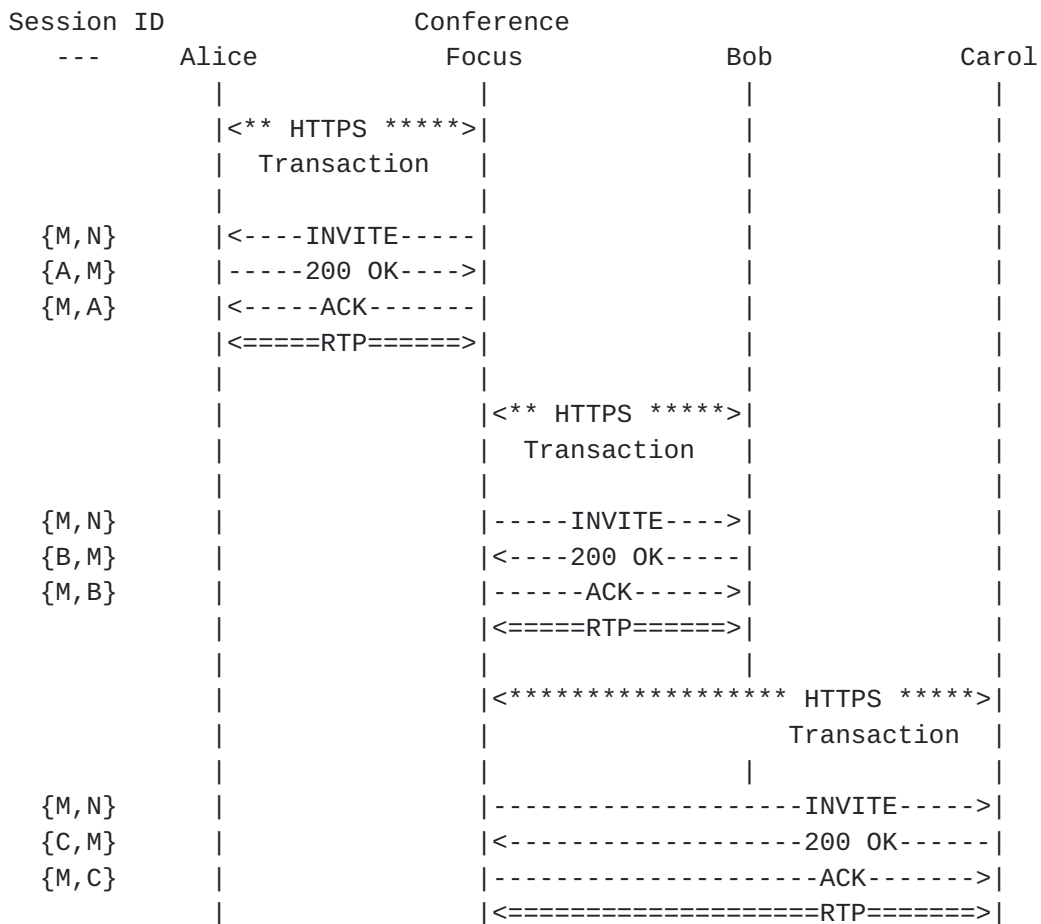 Session ID                Conference
   ---     Alice            Focus             Bob            Carol
             |                |                |               |
             |<** HTTPS *****>|                |               |
             |  Transaction   |                |               |
             |                |                |               |
  {M,N}      |<----INVITE-----|                |               |
  {A,M}      |-----200 OK---->|                |               |
  {M,A}      |<-----ACK-------|                |               |
             |<=====RTP======>|                |               |
             |                |                |               |
             |                |<** HTTPS *****>|               |
             |                |  Transaction   |               |
             |                |                |               |
  {M,N}      |                |-----INVITE---->|               |
  {B,M}      |                |<----200 OK-----|               |
  {M,B}      |                |------ACK------>|               |
             |                |<=====RTP======>|               |
             |                |                |               |
             |                |<****************** HTTPS *****>|
             |                |                   Transaction  |
             |                |                |               |
  {M,N}      |                |--------------------INVITE----->|
  {C,M}      |                |<-------------------200 OK------|
  {M,C}      |                |---------------------ACK------->|
             |                |<====================RTP=======>|